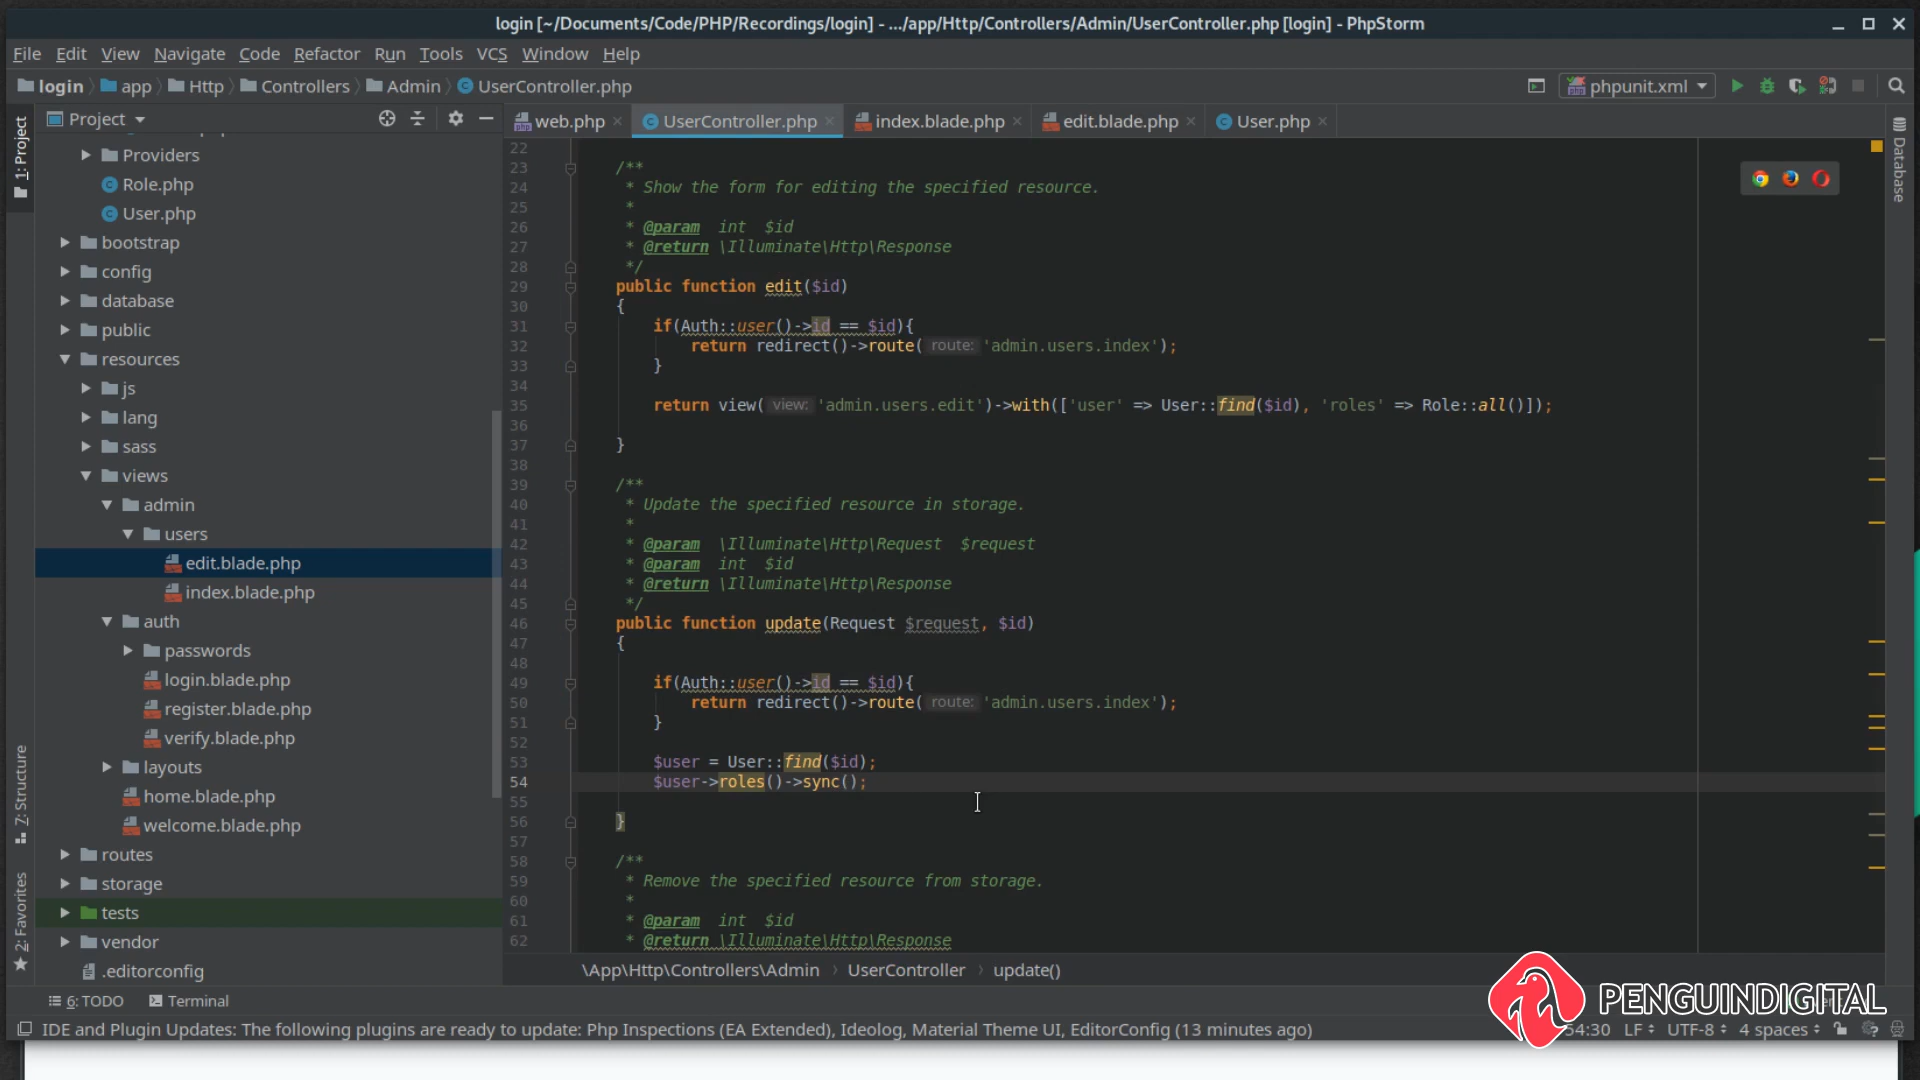 login [~/Documents/Code/PHP/Recordings/login] - .../app/Http/Controllers/Admin/UserController.php [login] - PhpStorm
File Edit View Navigate Code Refactor Run Tools VCS Window Help
login app Http Controllers Admin UserController.php phpunit.xml
1: Project
Project
Providers
Role.php
User.php
bootstrap
config
database
public
resources
js
lang
sass
views
admin
users
edit.blade.php
index.blade.php
auth
passwords
login.blade.php
register.blade.php
verify.blade.php
layouts
home.blade.php
welcome.blade.php
routes
storage
tests
vendor
.editorconfig
7: Structure
2: Favorites
web.php UserController.php index.blade.php edit.blade.php User.php
22
23 /**
24 * Show the form for editing the specified resource.
25 *
26 * @param int $id
27 * @return \Illuminate\Http\Response
28 */
29 public function edit($id)
30 {
31 if(Auth::user()->id == $id){
32 return redirect()->route( route: 'admin.users.index');
33 }
34
35 return view( view: 'admin.users.edit')->with(['user' => User::find($id), 'roles' => Role::all()]);
36
37 }
38
39 /**
40 * Update the specified resource in storage.
41 *
42 * @param \Illuminate\Http\Request $request
43 * @param int $id
44 * @return \Illuminate\Http\Response
45 */
46 public function update(Request $request, $id)
47 {
48
49 if(Auth::user()->id == $id){
50 return redirect()->route( route: 'admin.users.index');
51 }
52
53 $user = User::find($id);
54 $user->roles()->sync();
55
56 }
57
58 /**
59 * Remove the specified resource from storage.
60 *
61 * @param int $id
62 * @return \Illuminate\Http\Response
Database
\App\Http\Controllers\Admin UserController update()
6: TODO Terminal
IDE and Plugin Updates: The following plugins are ready to update: Php Inspections (EA Extended), Ideolog, Material Theme UI, EditorConfig (13 minutes ago)
54:30 LF UTF-8 4 spaces
PENGUINDIGITAL